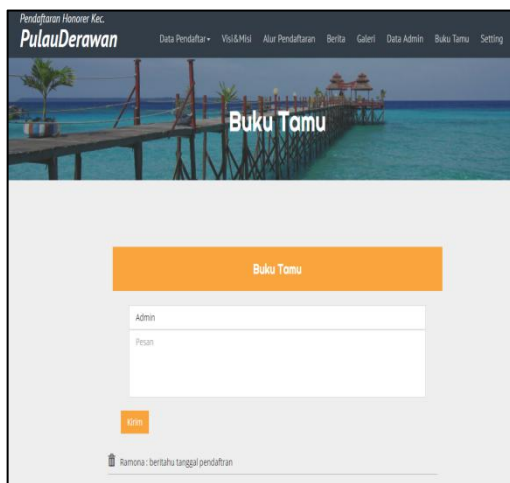 Pendaftaran Honorer Kec.
PulauDerawan
Data Pendaftar Visi&Misi Alur Pendaftaran Berita Galeri Data Admin Buku Tamu Setting
Buku Tamu
Buku Tamu
Admin
Pesan
Kirim
Ramona : beritahu tanggal pendaftran